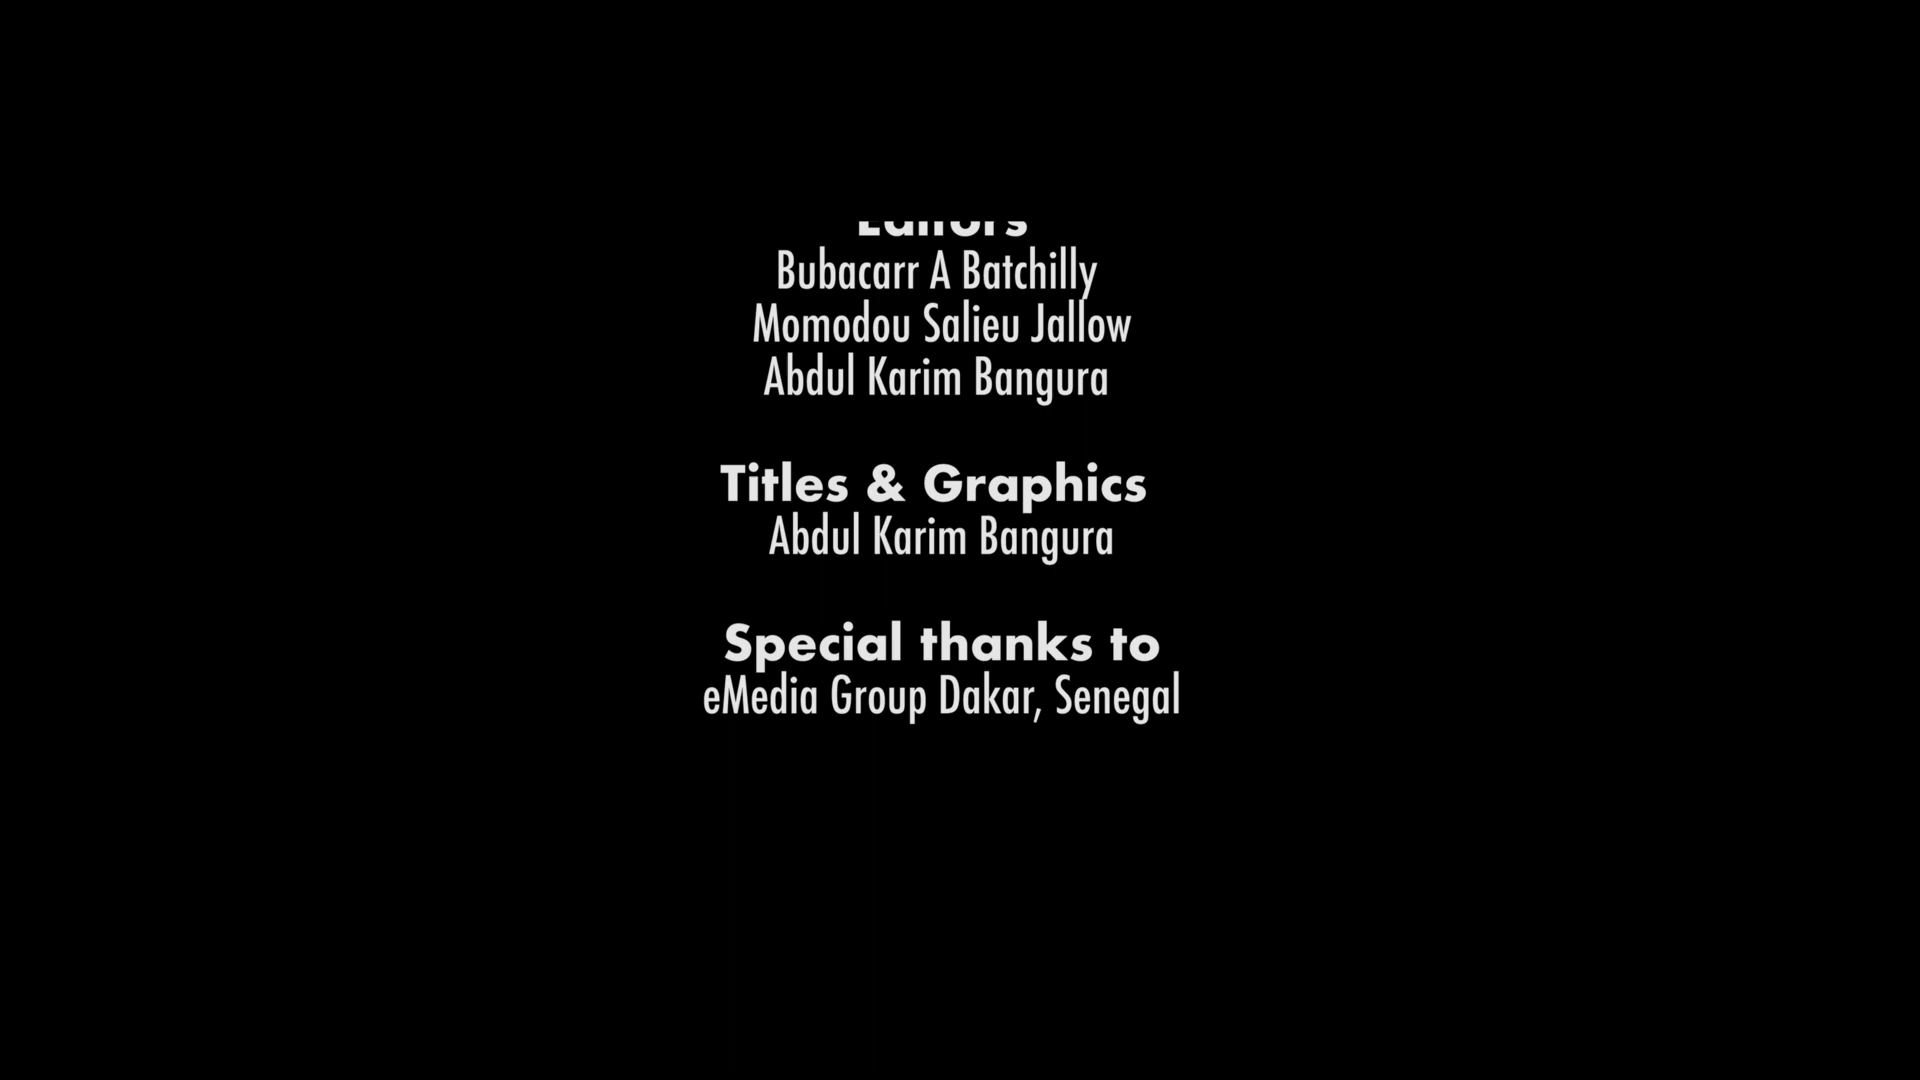 Editors
Bubacarr A Batchilly
Momodou Salieu Jallow
Abdul Karim Bangura
Titles & Graphics
Abdul Karim Bangura
Special thanks to
eMedia Group Dakar, Senegal